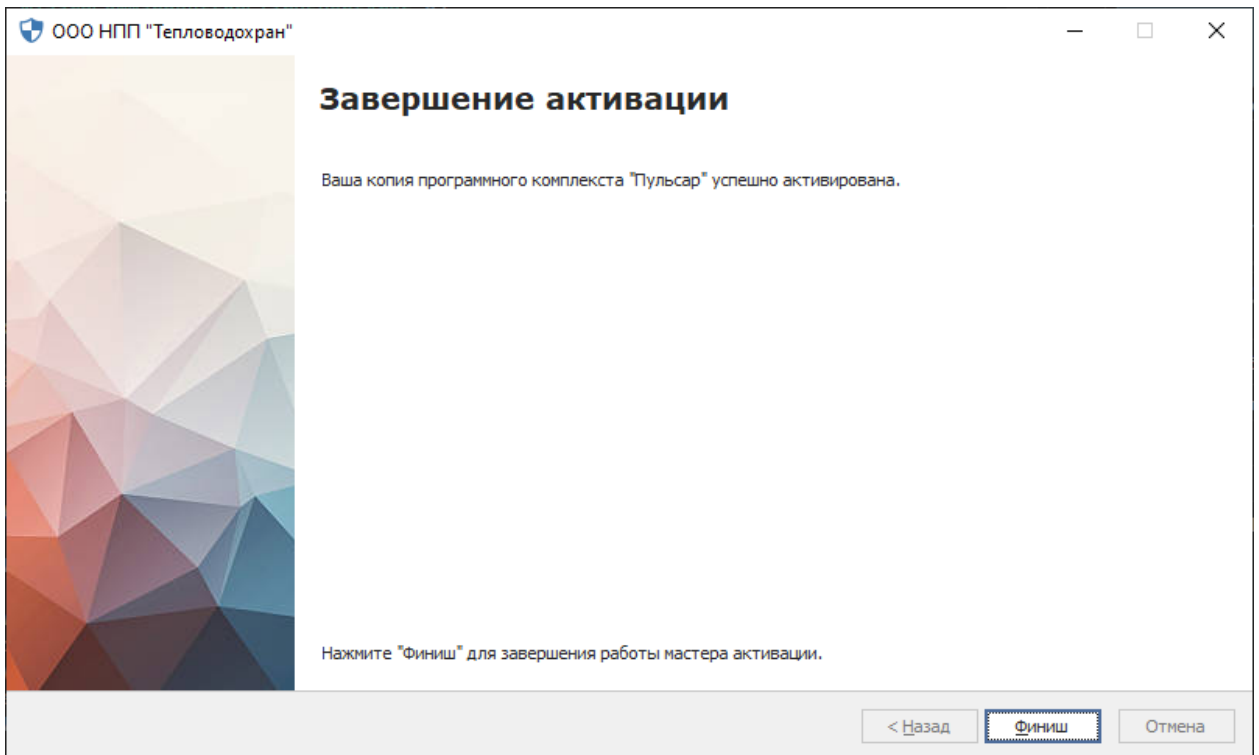 ООО НПП "Тепловодохран"
Завершение активации
Ваша копия программного комплекста "Пульсар" успешно активирована.
Нажмите "Финиш" для завершения работы мастера активации.
< Назад Финиш Отмена